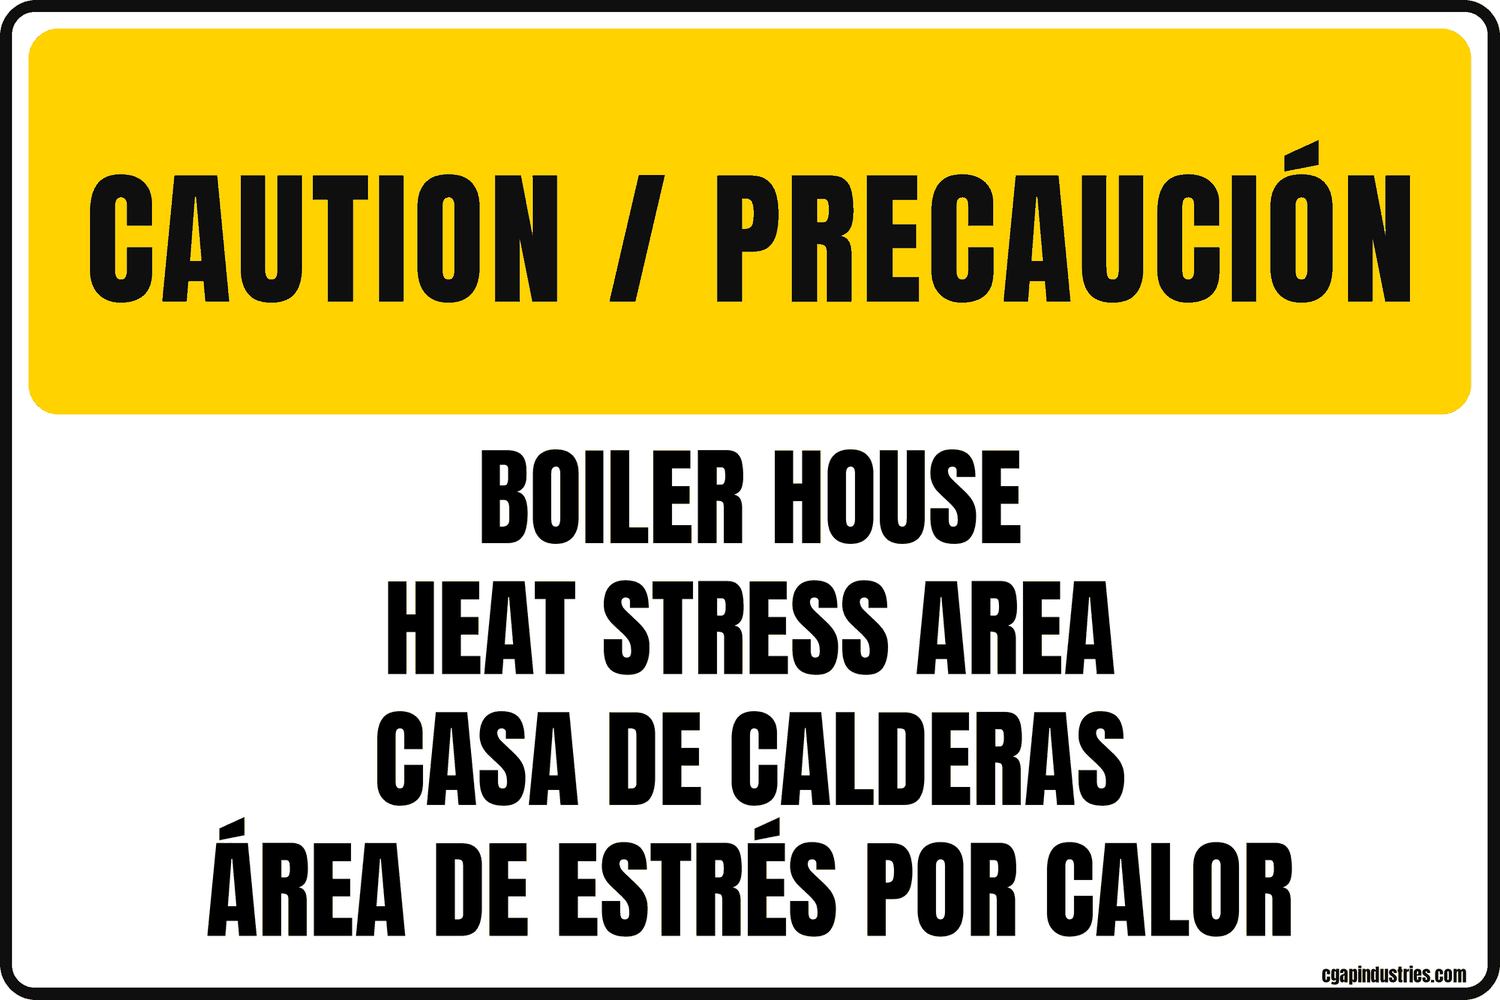 CAUTION / PRECAUCIÓN
BOILER HOUSE
HEAT STRESS AREA
CASA DE CALDERAS
ÁREA DE ESTRÉS POR CALOR
cgapindustries.com